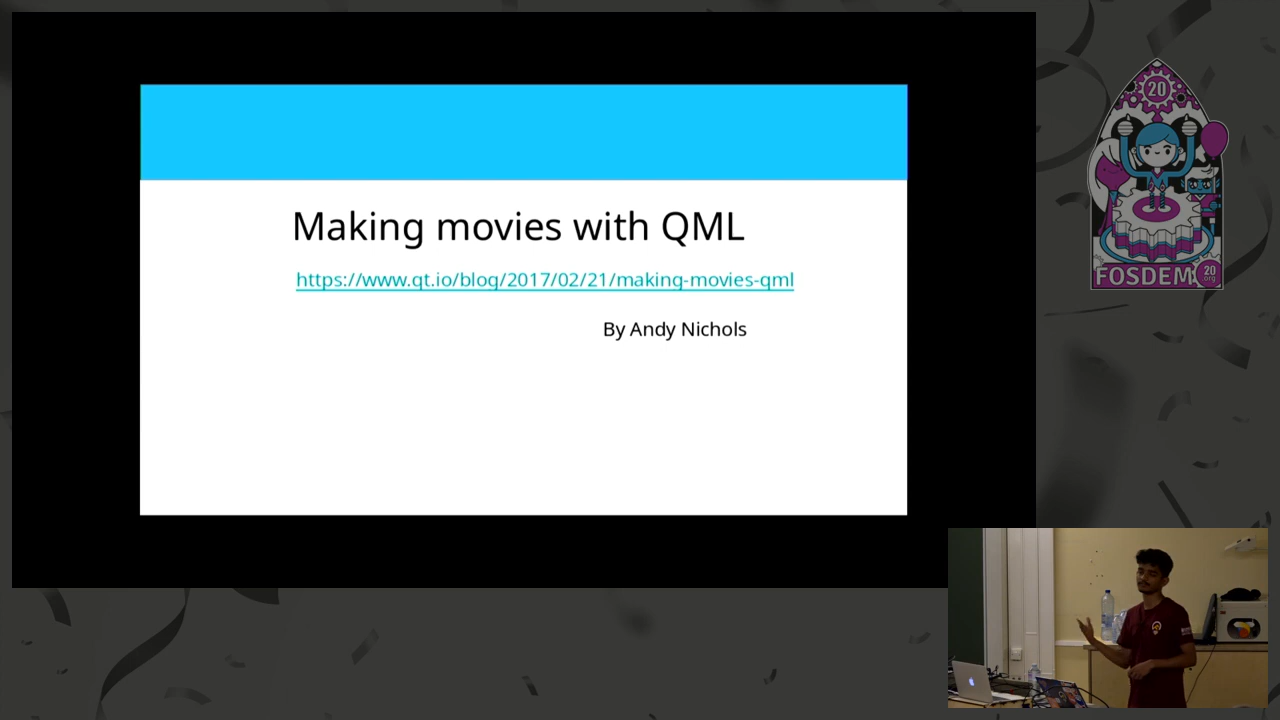 Making movies with QML
https://www.qt.io/blog/2017/02/21/making-movies-qml
By Andy Nichols
20
FOSDEM
20
org